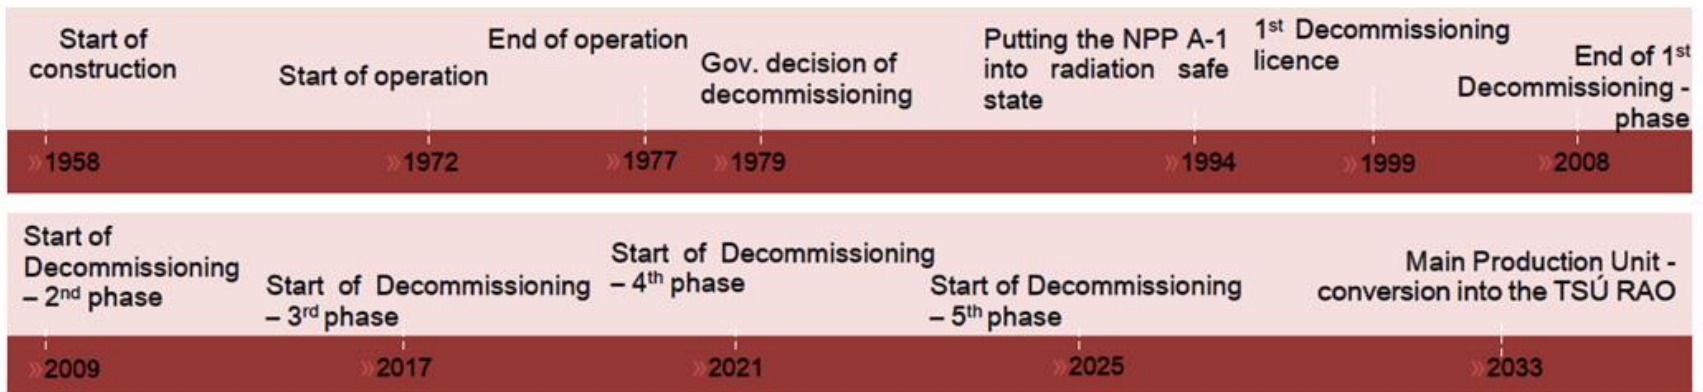 Start of
construction
Start of operation
End of operation
Gov. decision of
decommissioning
Putting the NPP A-1
into radiation safe
state
1st Decommissioning
licence
End of 1st
Decommissioning -
phase
»1958
»1972
»1977
»1979
»1994
»1999
»2008
Start of
Decommissioning
– 2nd phase
Start of Decommissioning
– 3rd phase
Start of Decommissioning
– 4th phase
Start of Decommissioning
– 5th phase
Main Production Unit -
conversion into the TSÚ RAO
»2009
»2017
»2021
»2025
»2033